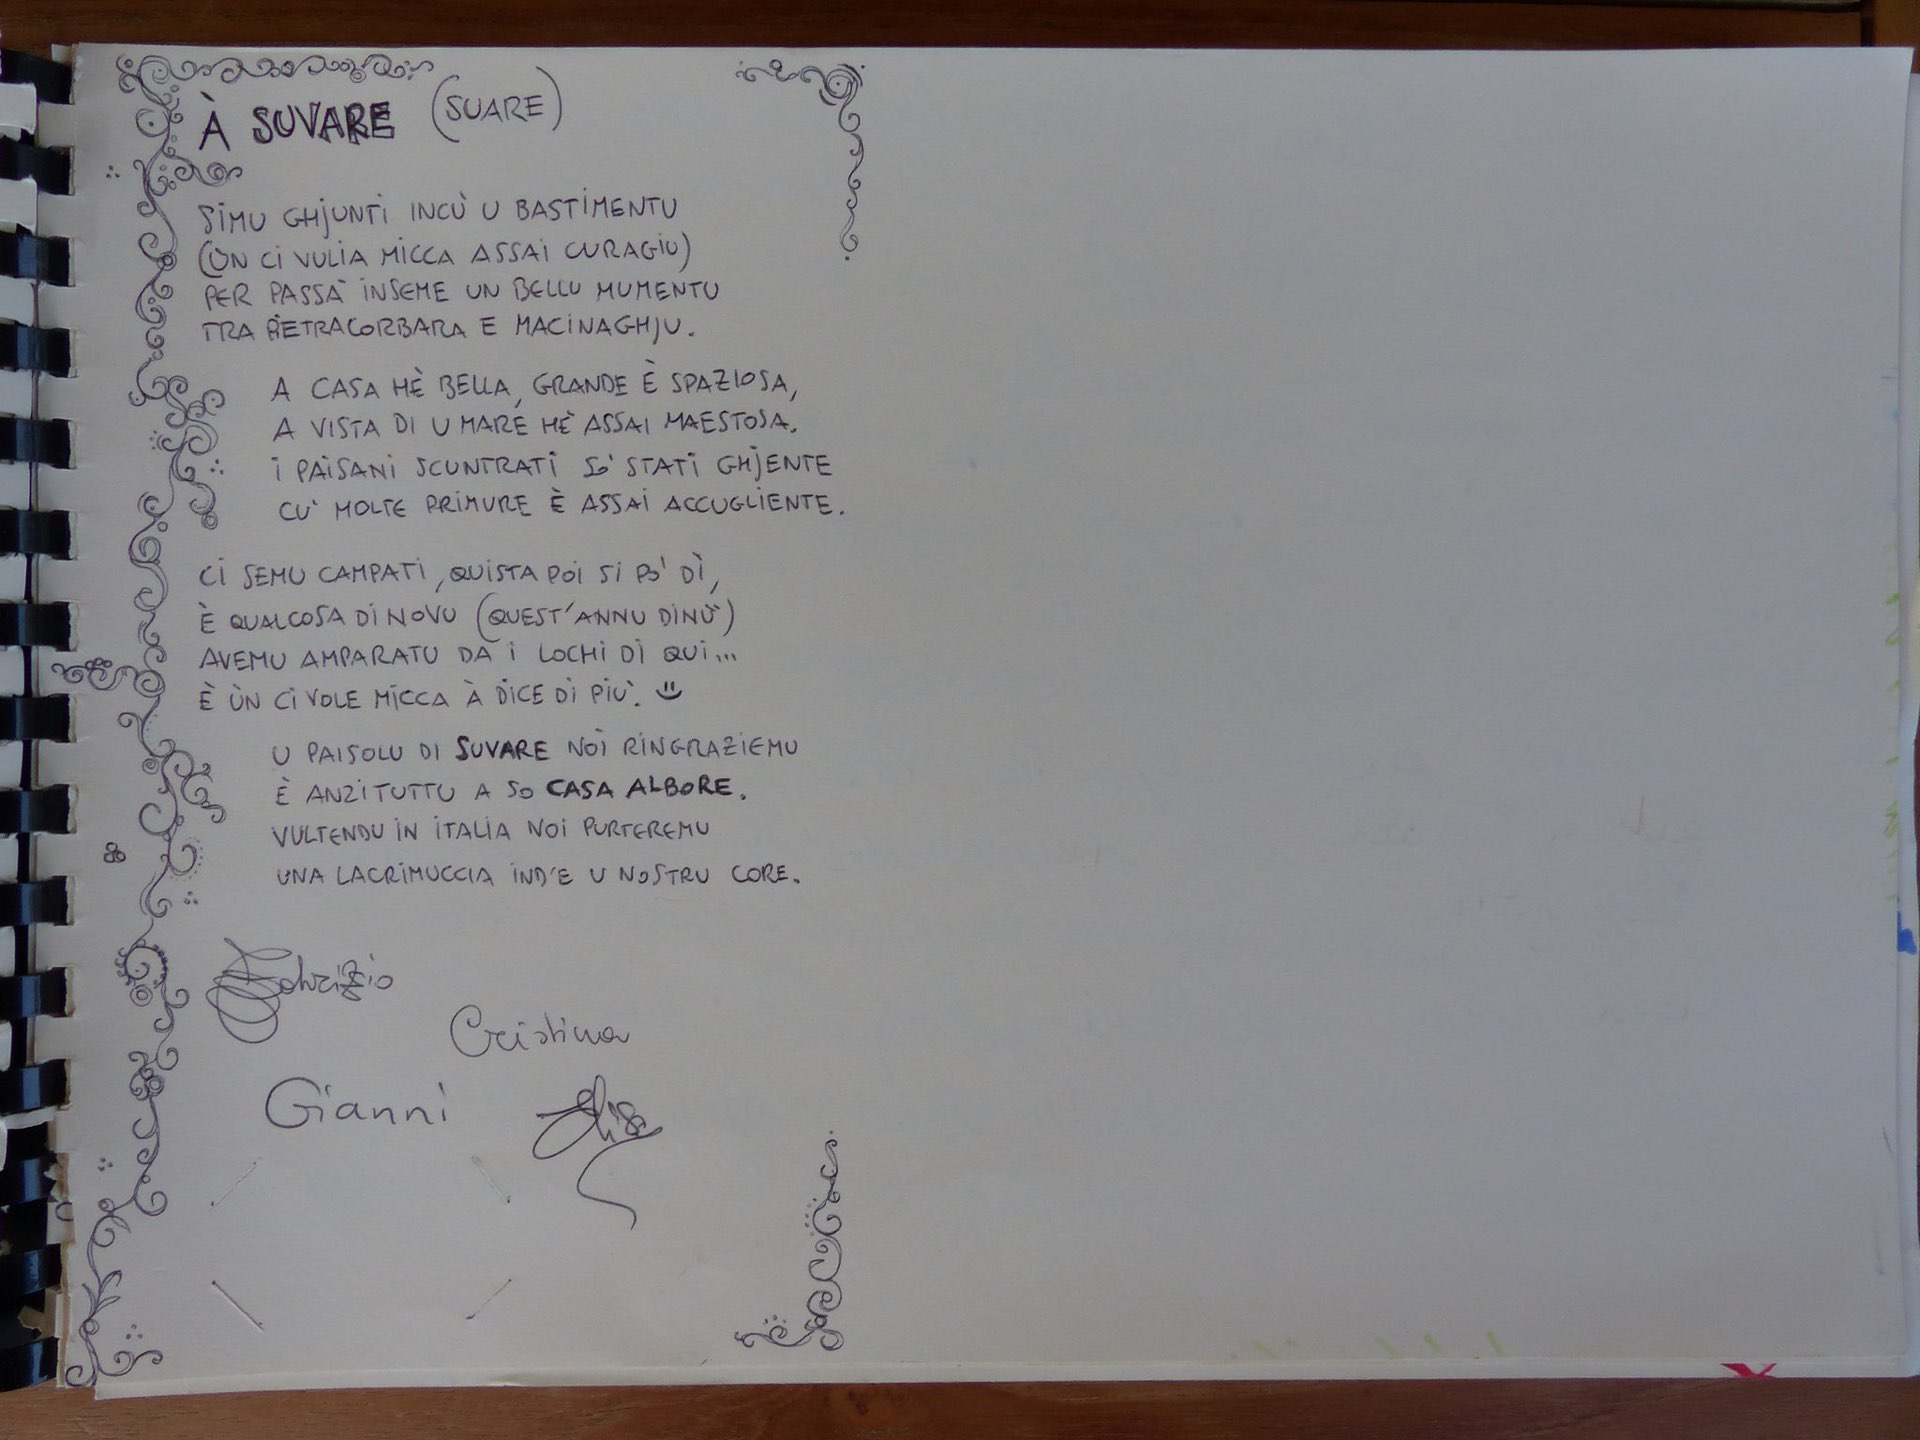 À SUVARE (SUARE)
SIMU GHJUNTI INCÙ U BASTIMENTU
(ÙN CI VULIA MICCA ASSAI CURAGIU)
PER PASSÀ INSEME UN BELLU MUMENTU
TRA PIETRACORBARA E MACINAGHJU.
A CASA HÈ BELLA, GRANDE È SPAZIOSA,
A VISTA DI U MARE HÈ ASSAI MAESTOSA.
I PAISANI SCUNTRATI SO' STATI GHJENTE
CU' MOLTE PRIMURE È ASSAI ACCUGLIENTE.
CI SEMU CAMPATI, QUISTA POI SI PO' DÌ,
È QUALCOSA DI NOVU (QUEST'ANNU DINÙ)
AVEMU AMPARATU DA I LOCHI DI QUI...
È ÙN CI VOLE MICCA À DICE DI PIÙ.
U PAISOLU DI SUVARE NOI RINGRAZIEMU
È ANZITUTTU A SO CASA ALBORE.
VULTENDU IN ITALIA NOI PURTEREMU
UNA LACRIMUCCIA IND'E U NOSTRU CORE.
Fabrizio
Cristina
Gianni
Elisa